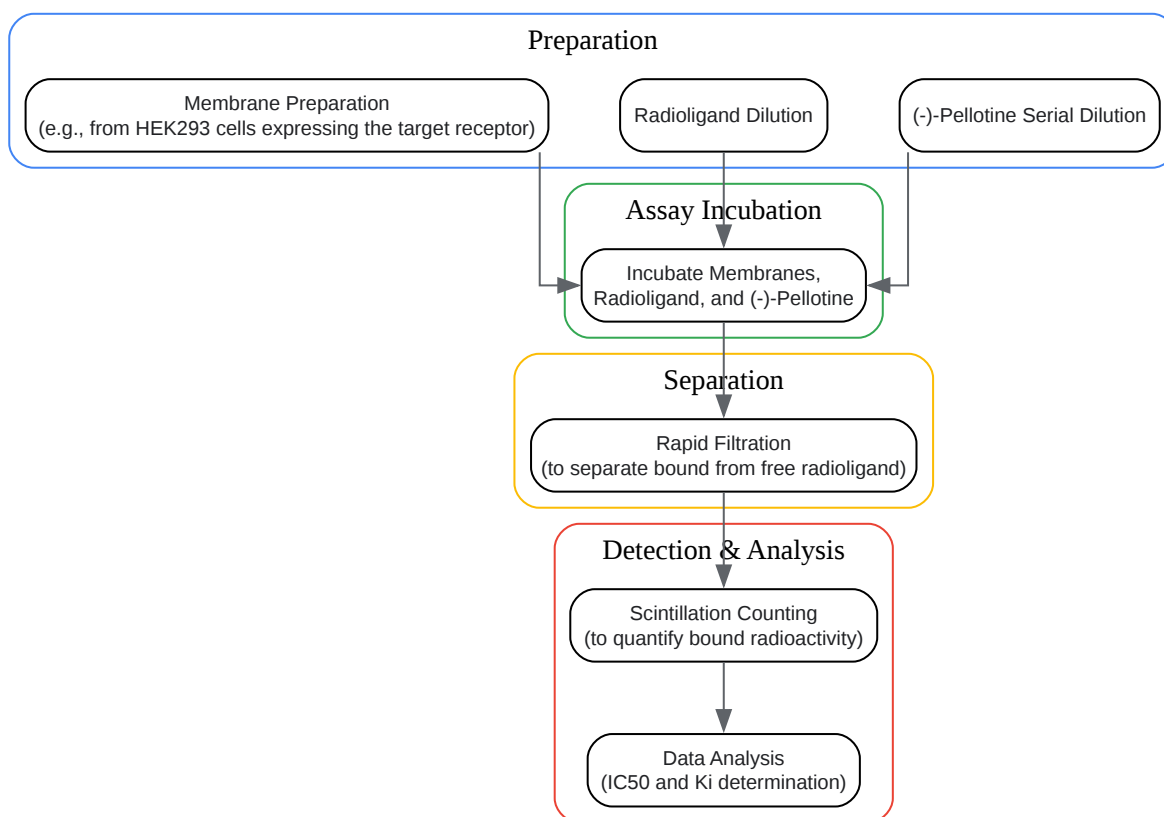 Preparation
Membrane Preparation
(e.g., from HEK293 cells expressing the target receptor)
Radioligand Dilution
(-)-Pellotine Serial Dilution
Assay Incubation
Incubate Membranes,
Radioligand, and (-)-Pellotine
Separation
Rapid Filtration
(to separate bound from free radioligand)
Detection & Analysis
Scintillation Counting
(to quantify bound radioactivity)
Data Analysis
(IC50 and Ki determination)